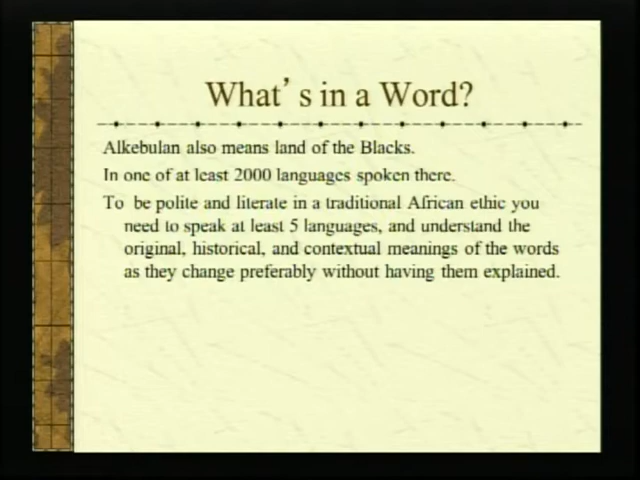 What's in a Word?
Alkebulan also means land of the Blacks.
In one of at least 2000 languages spoken there.
To be polite and literate in a traditional African ethic you
need to speak at least 5 languages, and understand the
original, historical, and contextual meanings of the words
as they change preferably without having them explained.